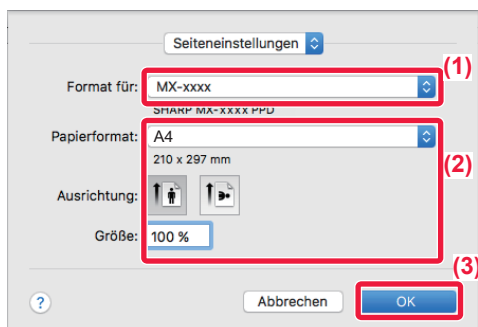 Seiteneinstellungen
(1)
Format für: MX-xxxx
SHARP MX-xxxx PPD
Papierformat: A4
210 x 297 mm
(2)
Ausrichtung:
Größe: 100 %
(3)
? Abbrechen OK